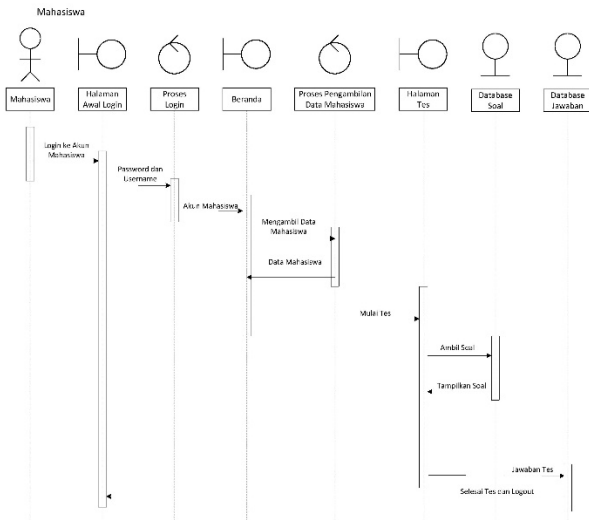 Mahasiswa
Mahasiswa
Halaman
Awal Login
Proses
Login
Beranda
Proses Pengambilan
Data Mahasiswa
Halaman
Tes
Database
Soal
Database
Jawaban
Login ke Akun
Mahasiswa
Password dan
Username
Akun Mahasiswa
Mengambil Data
Mahasiswa
Data Mahasiswa
Mulai Tes
Ambil Soal
Tampilkan Soal
Jawaban Tes
Selesai Tes dan Logout